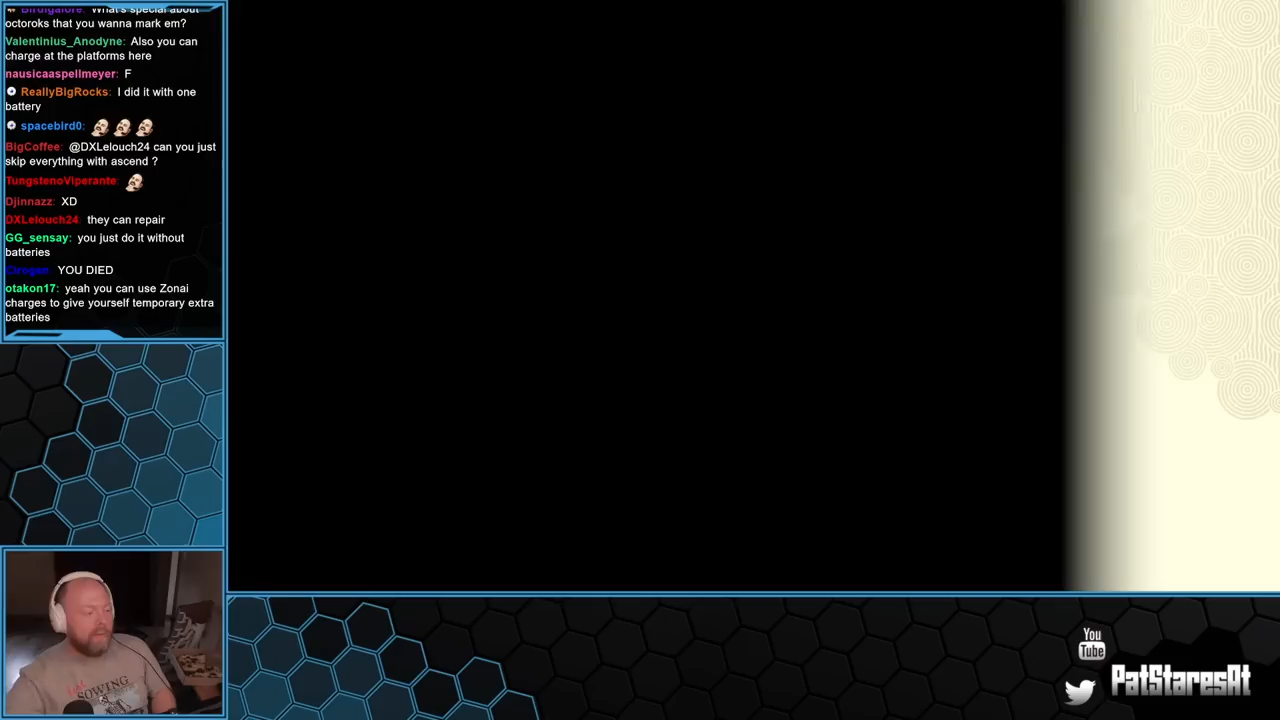 Birdigalore: What's special about
octoroks that you wanna mark em?
Valentinius_Anodyne: Also you can
charge at the platforms here
nausicaaspellmeyer: F
ReallyBigRocks: I did it with one
battery
spacebird0:
BigCoffee: @DXLelouch24 can you just
skip everything with ascend ?
TungstenoVIperante:
Djinnazz: XD
DXLelouch24: they can repair
GG_sensay: you just do it without
batteries
Cirogan: YOU DIED
otakon17: yeah you can use Zonai
charges to give yourself temporary extra
batteries
SOWING
You
Tube
PatStaresAt